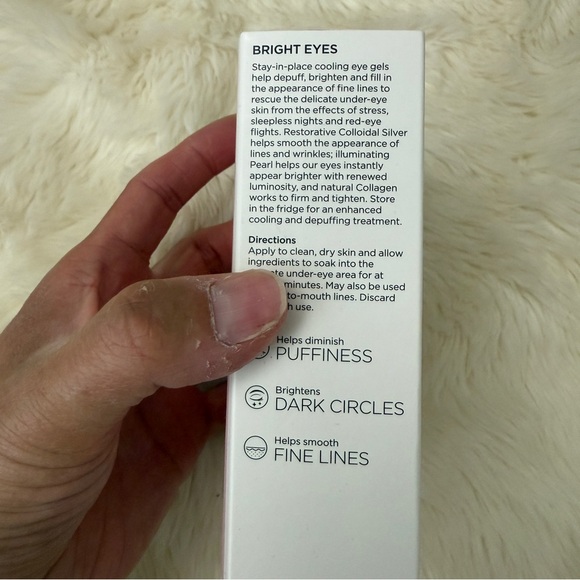 BRIGHT EYES
Stay-in-place cooling eye gels
help depuff, brighten and fill in
the appearance of fine lines to
rescue the delicate under-eye
skin from the effects of stress,
sleepless nights and red-eye
flights. Restorative Colloidal Silver
helps smooth the appearance of
lines and wrinkles; illuminating
Pearl helps our eyes instantly
appear brighter with renewed
luminosity, and natural Collagen
works to firm and tighten. Store
in the fridge for an enhanced
cooling and depuffing treatment.
Directions
Apply to clean, dry skin and allow
ingredients to soak into the
under-eye area for at
minutes. May also be used
to-mouth lines. Discard
use.
Helps diminish
PUFFINESS
Brightens
DARK CIRCLES
Helps smooth
FINE LINES